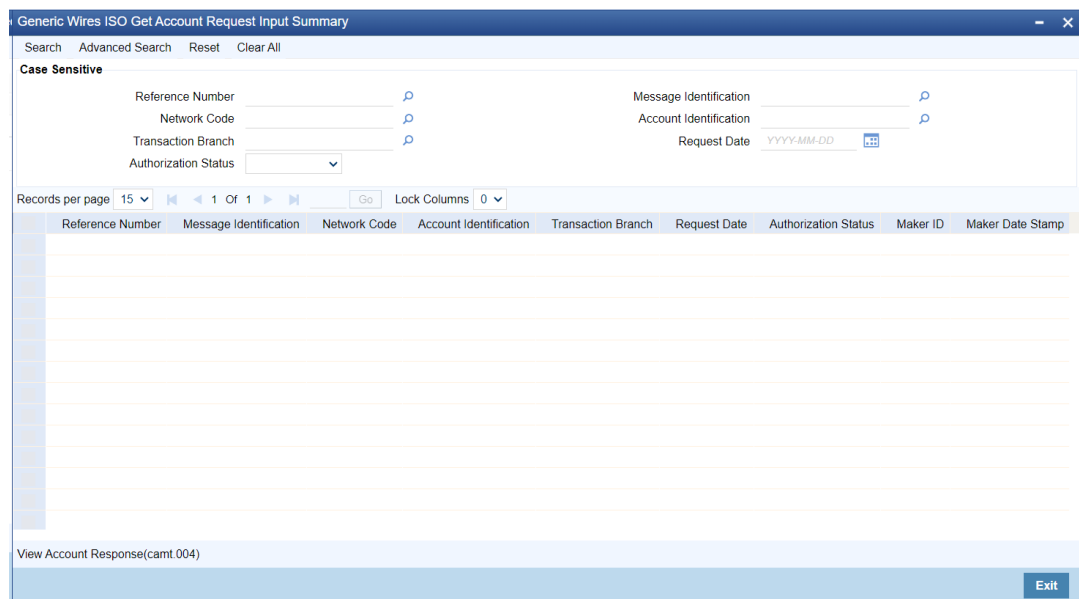 Generic Wires ISO Get Account Request Input Summary
Search Advanced Search Reset Clear All
Case Sensitive
Reference Number Message Identification
Network Code Account Identification
Transaction Branch Request Date YYYY-MM-DD
Authorization Status
Records per page 15 1 Of 1 Go Lock Columns 0
Reference Number Message Identification Network Code Account Identification Transaction Branch Request Date Authorization Status Maker ID Maker Date Stamp
View Account Response(camt.004)
Exit